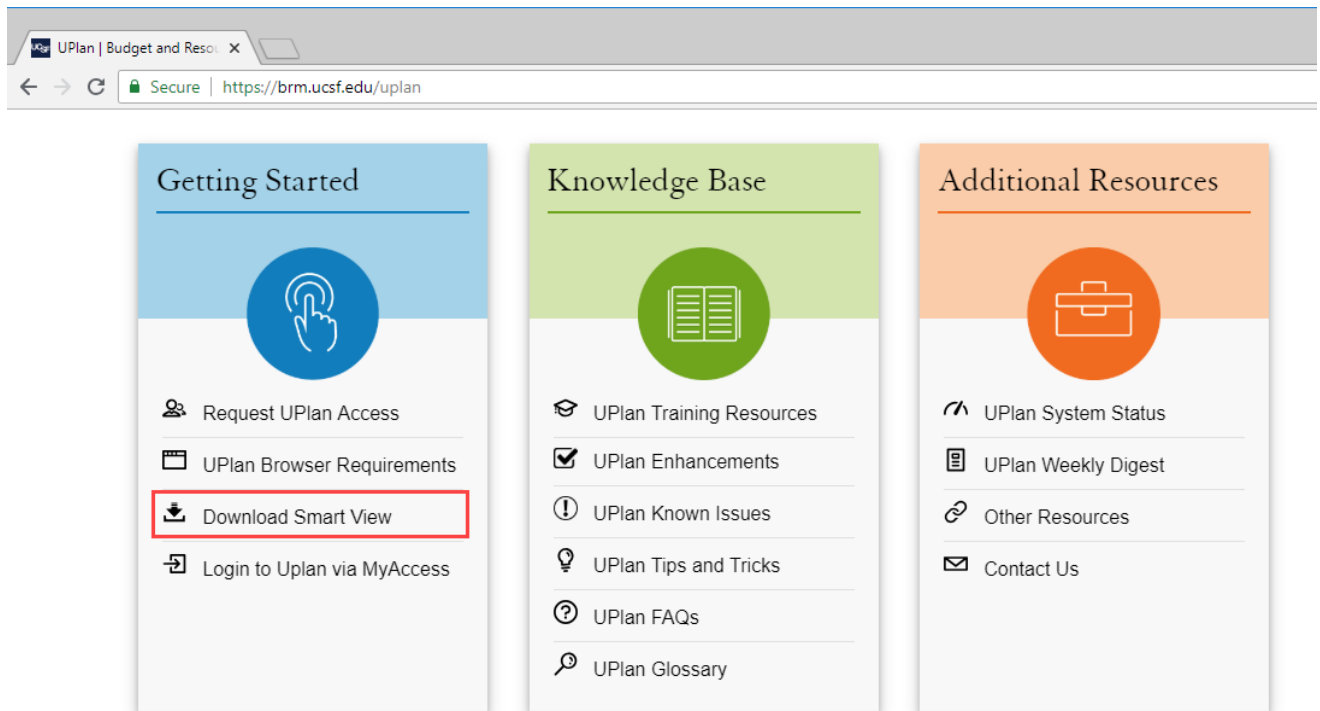 UCSF UPlan | Budget and Resou
Secure | https://brm.ucsf.edu/uplan
Getting Started
Request UPlan Access
UPlan Browser Requirements
Download Smart View
Login to Uplan via MyAccess
Knowledge Base
UPlan Training Resources
UPlan Enhancements
UPlan Known Issues
UPlan Tips and Tricks
UPlan FAQs
UPlan Glossary
Additional Resources
UPlan System Status
UPlan Weekly Digest
Other Resources
Contact Us